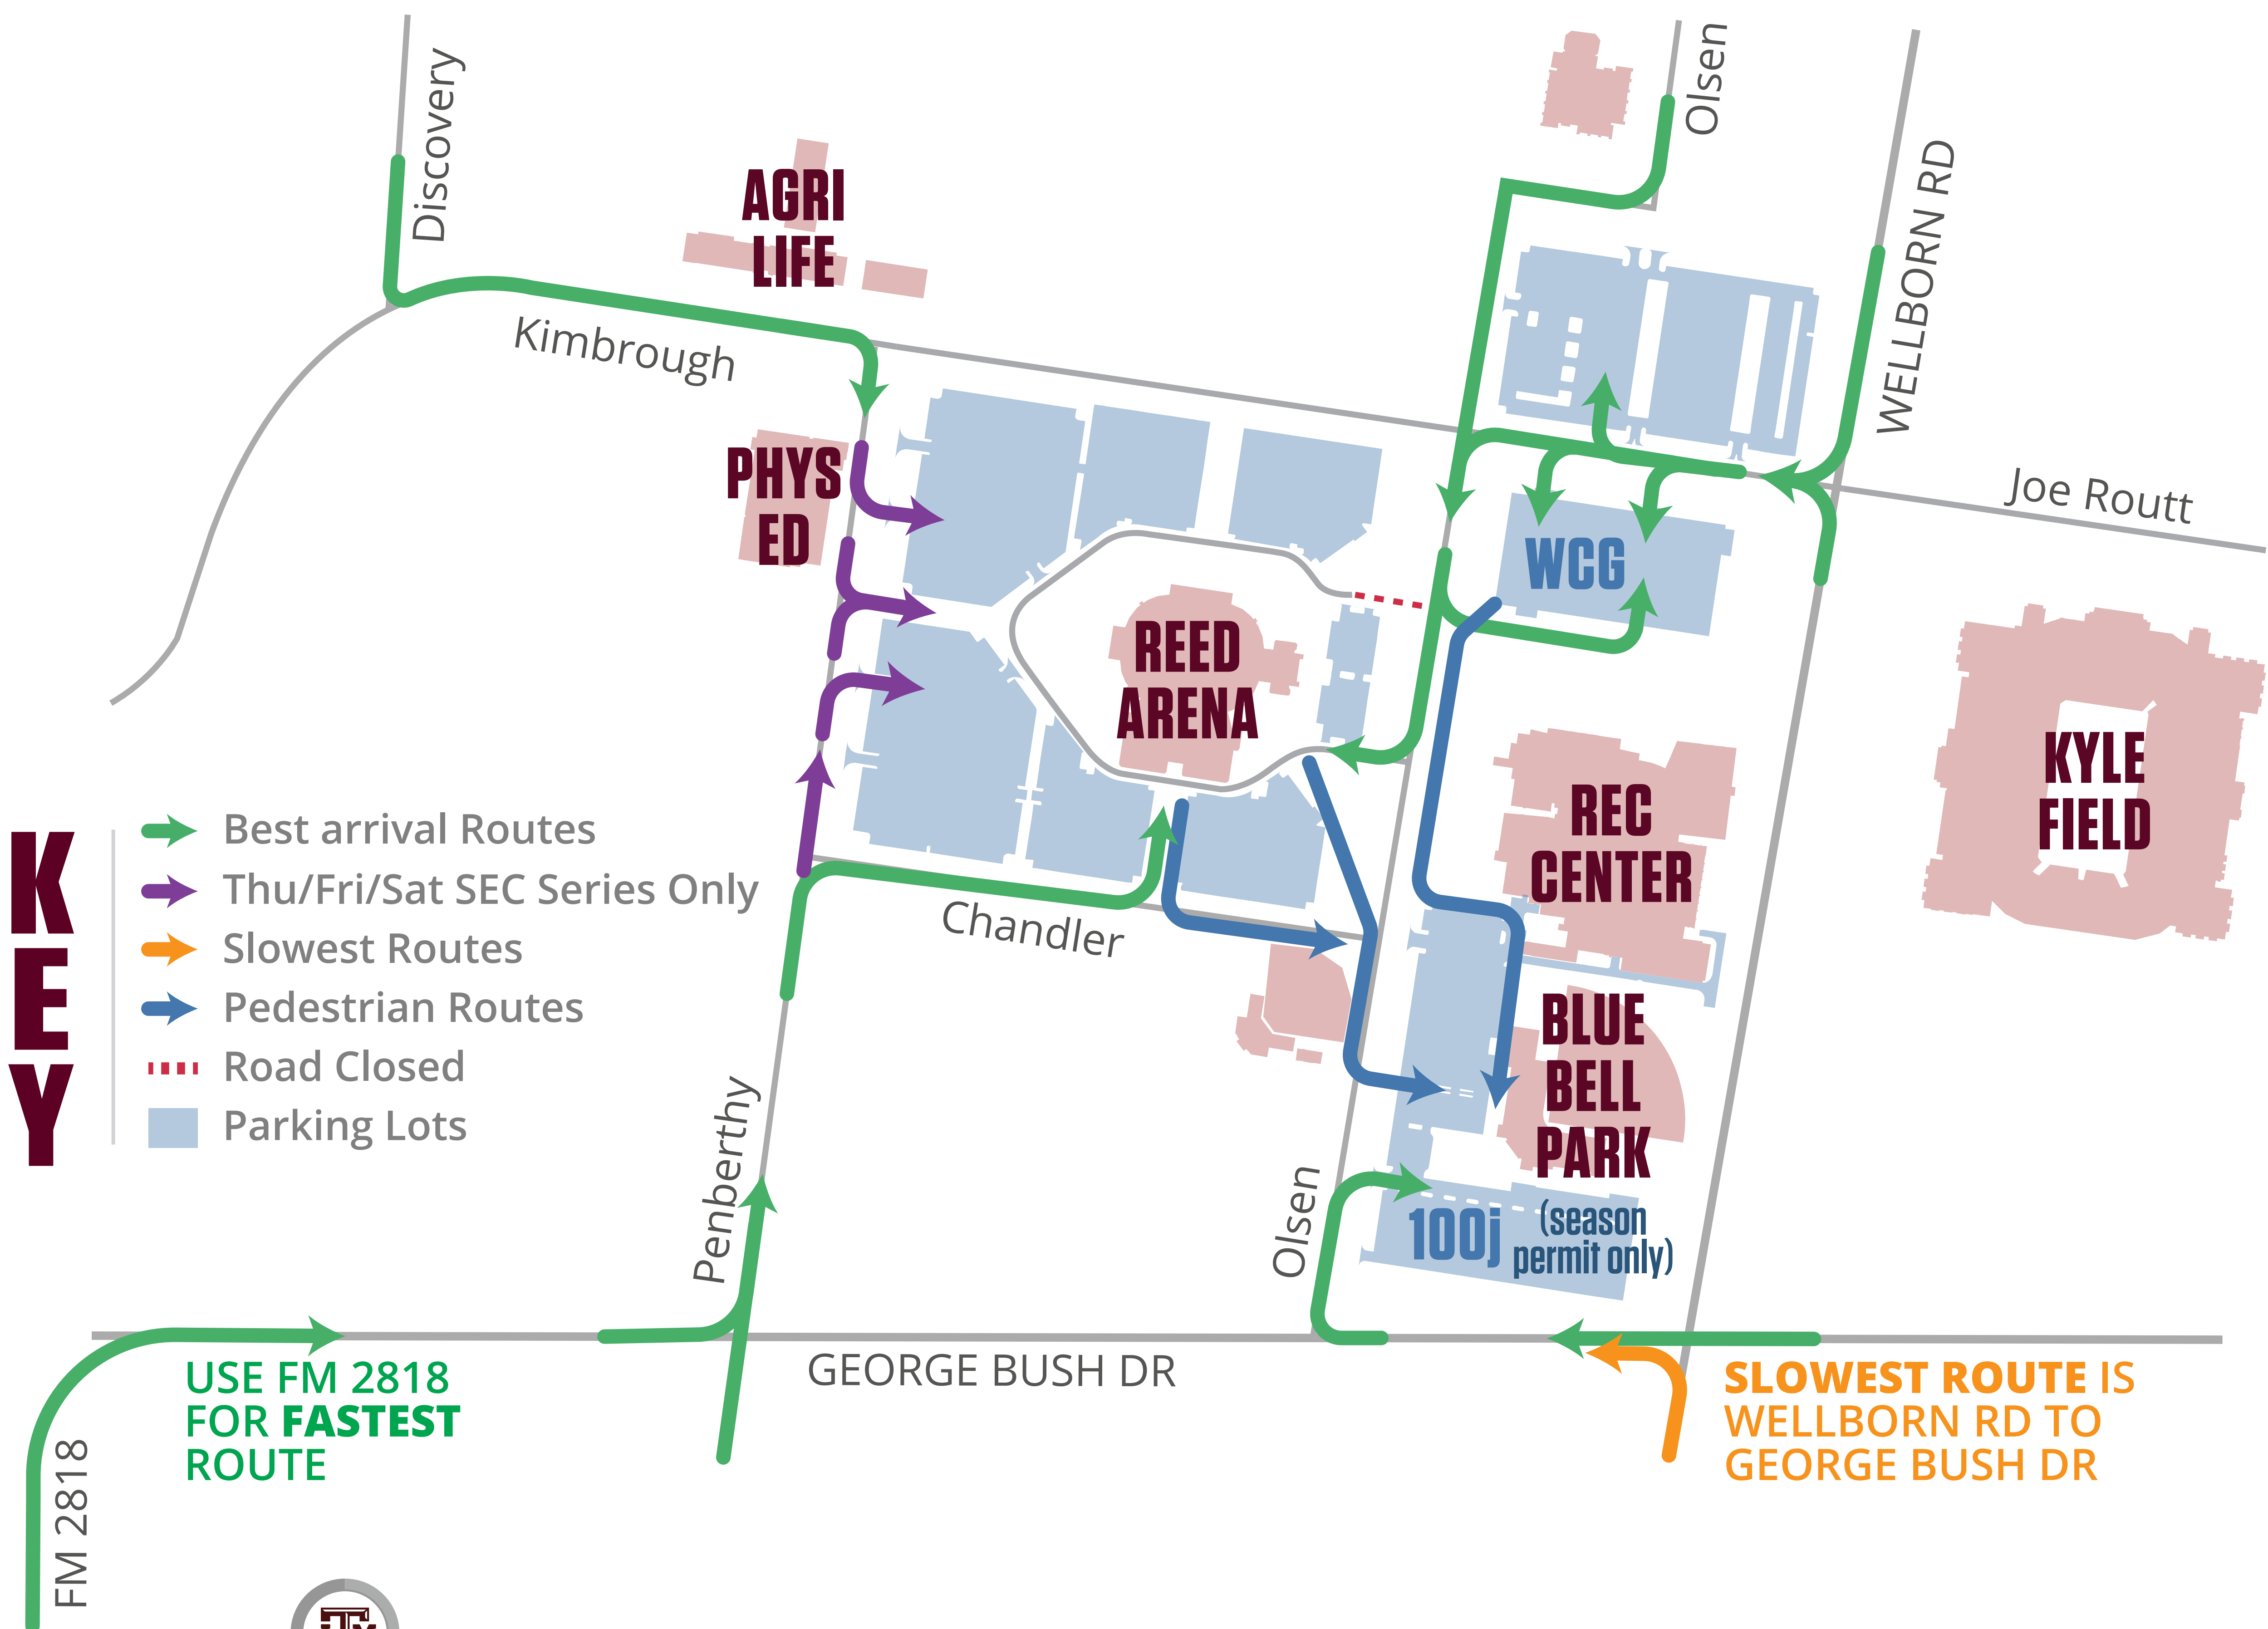 Discovery
Olsen
WELLBORN RD
AGRI
LIFE
Kimbrough
PHYS
ED
Joe Routt
WCG
REED
ARENA
KYLE
FIELD
REC
CENTER
KEY
Best arrival Routes
Thu/Fri/Sat SEC Series Only
Slowest Routes
Pedestrian Routes
Road Closed
Parking Lots
Chandler
BLUE
BELL
PARK
Penberthy
Olsen
100j
(season
permit only)
GEORGE BUSH DR
USE FM 2818
FOR FASTEST
ROUTE
SLOWEST ROUTE IS
WELLBORN RD TO
GEORGE BUSH DR
FM 2818